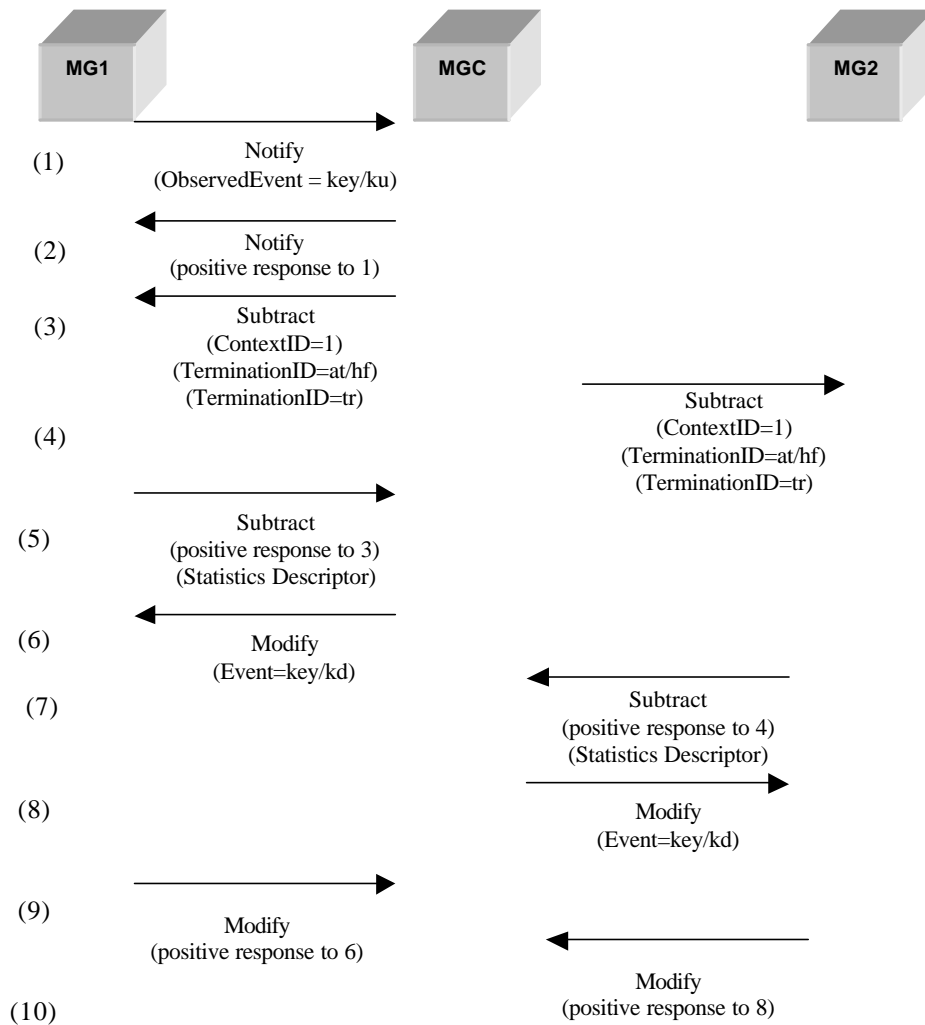 MG1
MGC
MG2
(1)
Notify
(ObservedEvent = key/ku)
(2)
Notify
(positive response to 1)
(3)
Subtract
(ContextID=1)
(TerminationID=at/hf)
(TerminationID=tr)
(4)
Subtract
(ContextID=1)
(TerminationID=at/hf)
(TerminationID=tr)
(5)
Subtract
(positive response to 3)
(Statistics Descriptor)
(6)
Modify
(Event=key/kd)
(7)
Subtract
(positive response to 4)
(Statistics Descriptor)
(8)
Modify
(Event=key/kd)
(9)
Modify
(positive response to 6)
(10)
Modify
(positive response to 8)